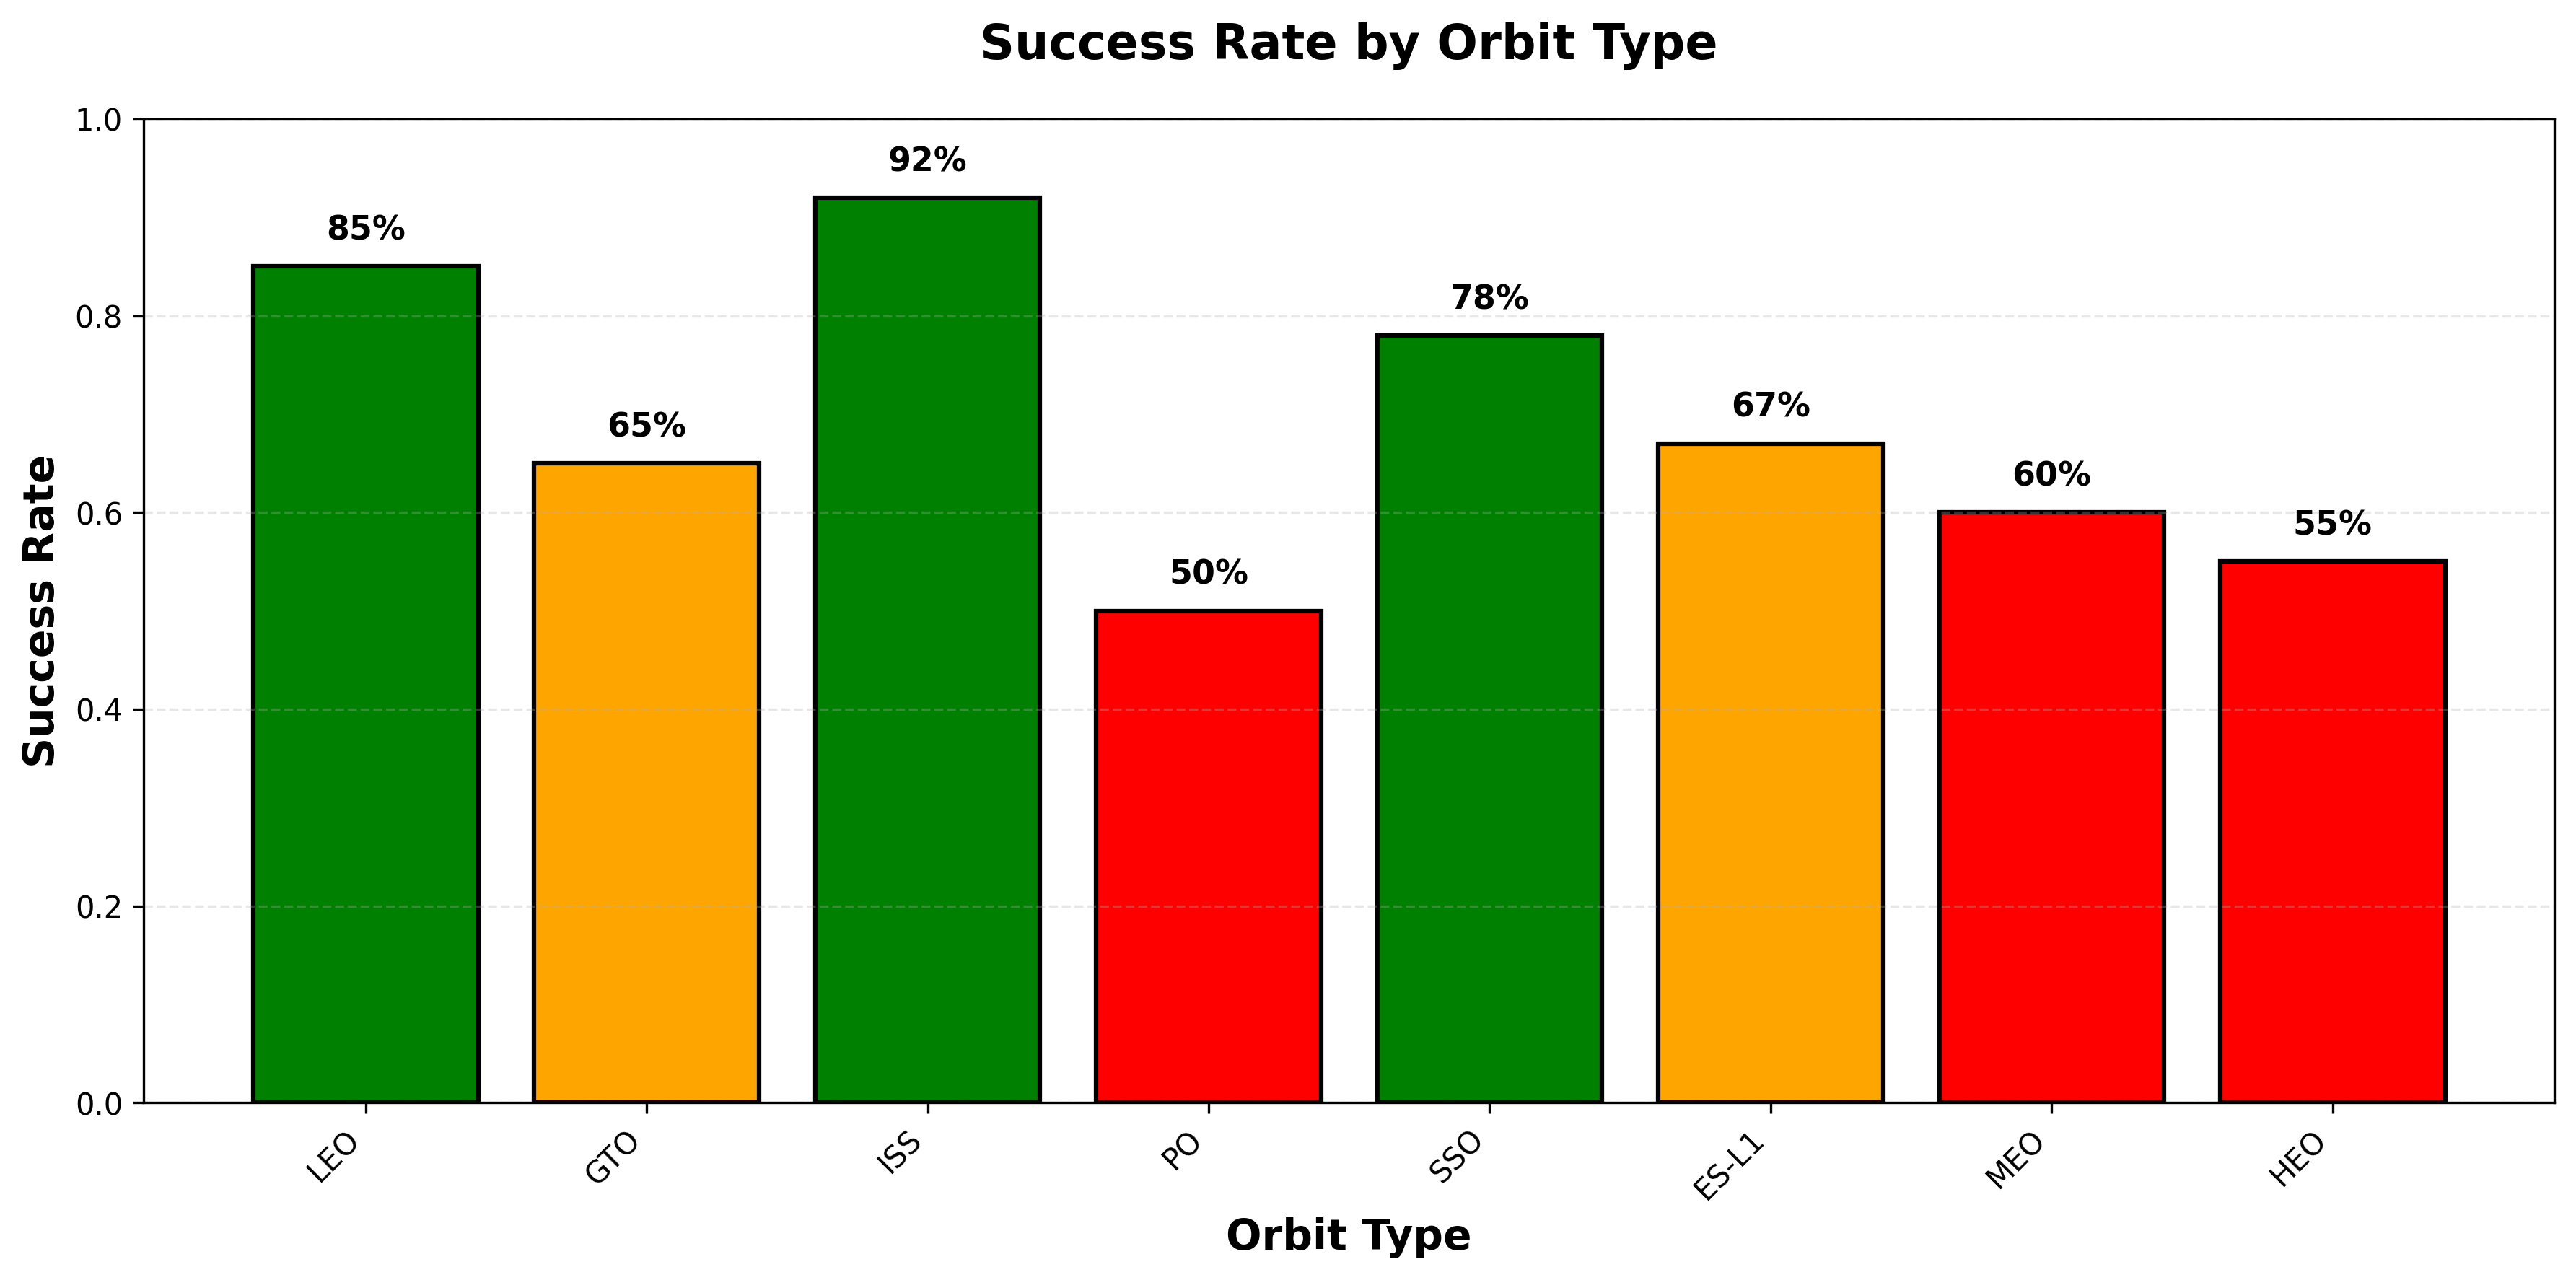 Success Rate by Orbit Type
Success Rate
1.0
0.8
0.6
0.4
0.2
0.0
85%
65%
92%
50%
78%
67%
60%
55%
LEO
GTO
ISS
PO
SSO
ES-L1
MEO
HEO
Orbit Type